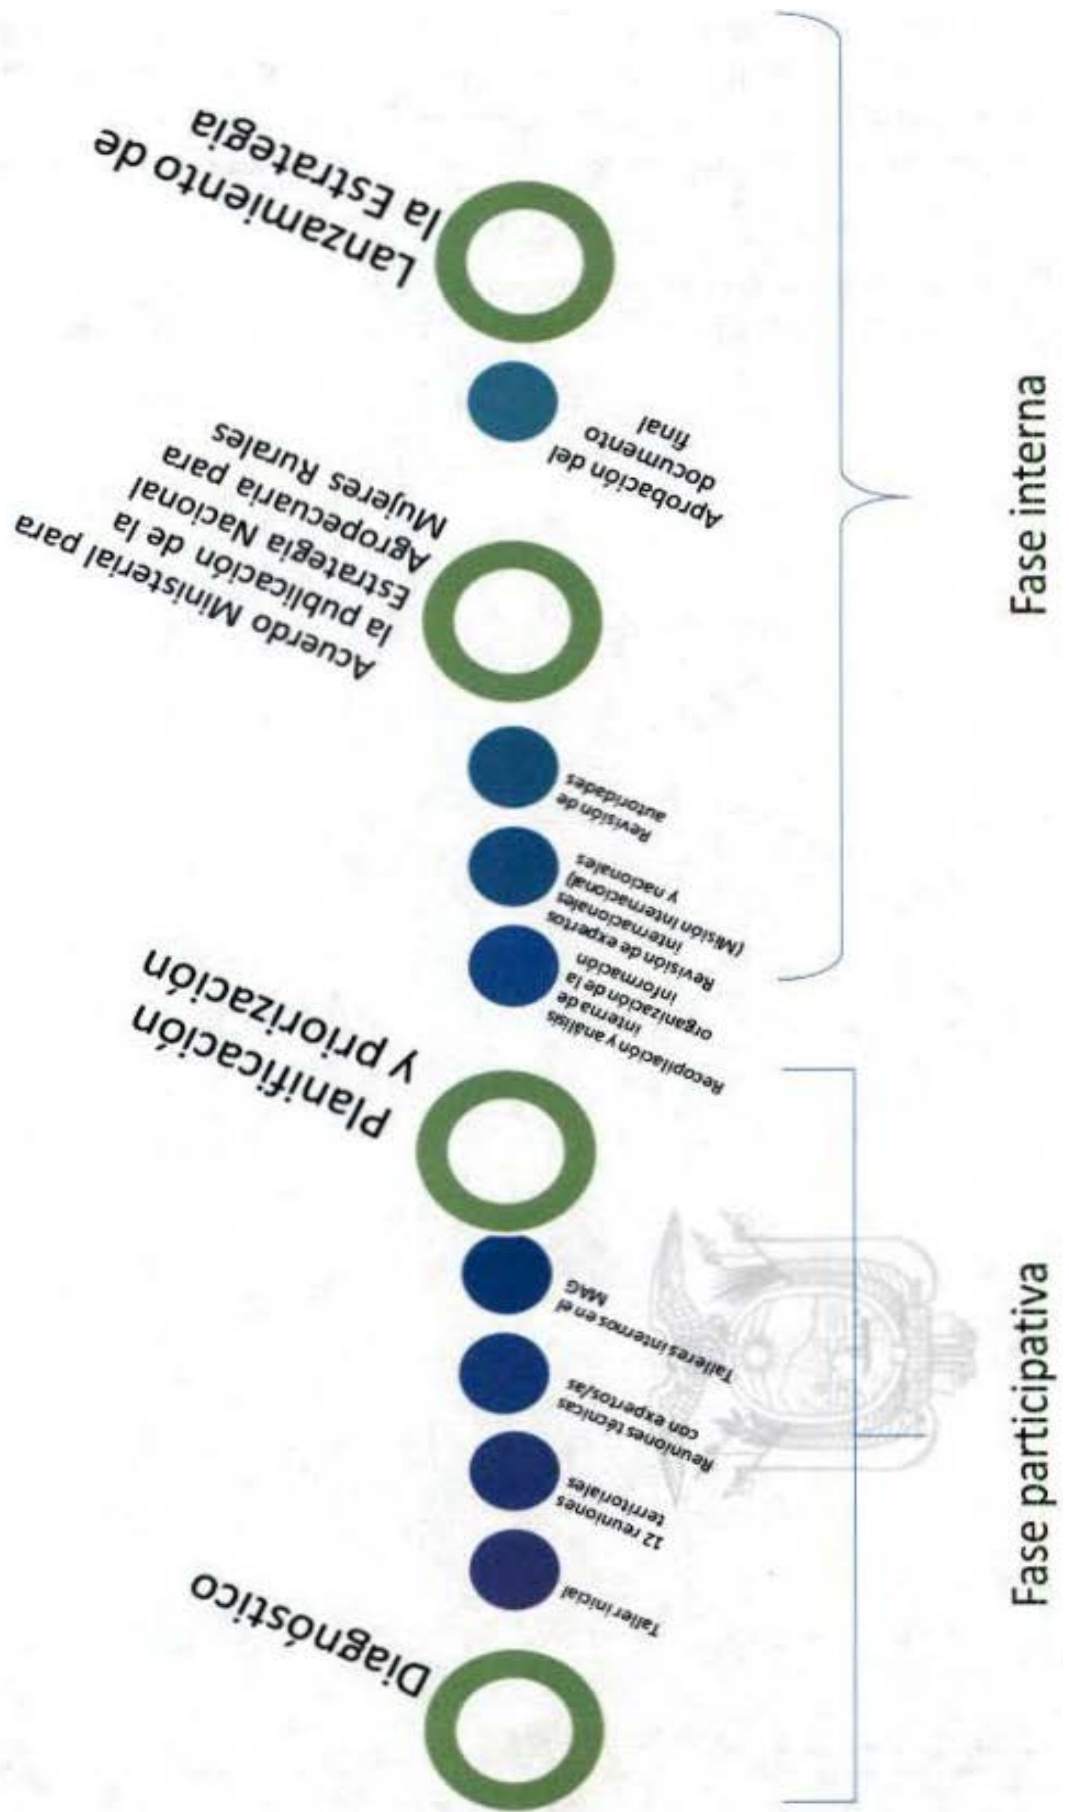 Diagnóstico
Taller inicial
12 reuniones
territoriales
Reuniones técnicas
con expertos/as
Talleres internos en el
MAG
Planificación
y priorización
Recopilación y análisis
interna de
organización de la
información
Revisión de expertos
internacionales
(Misión Internacional)
y nacionales
Revisión de
autoridades
Acuerdo Ministerial para
la publicación de la
Estrategia Nacional
Agropecuaria para
Mujeres Rurales
Aprobación del
documento
final
Lanzamiento de
la Estrategia
Fase participativa
Fase interna